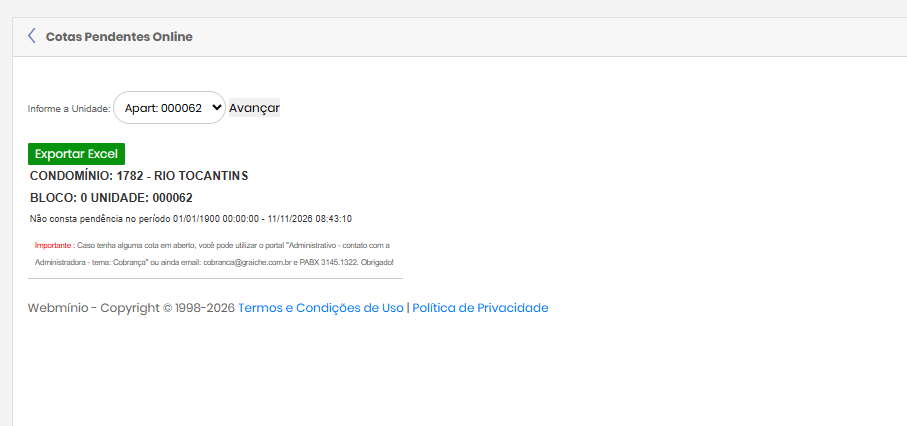 Cotas Pendentes Online
Informe a Unidade: Apart: 000062 Avançar
Exportar Excel
CONDOMÍNIO: 1782 - RIO TOCANTINS
BLOCO: 0 UNIDADE: 000062
Não consta pendência no período 01/01/1900 00:00:00 - 11/11/2026 08:43:10
Importante : Caso tenha alguma cota em aberto, você pode utilizar o portal "Administrativo - contato com a
Administradora - tema: Cobrança" ou ainda email: cobranca@graiche.com.br e PABX 3145.1322. Obrigado!
Webmínio - Copyright © 1998-2026 Termos e Condições de Uso | Política de Privacidade